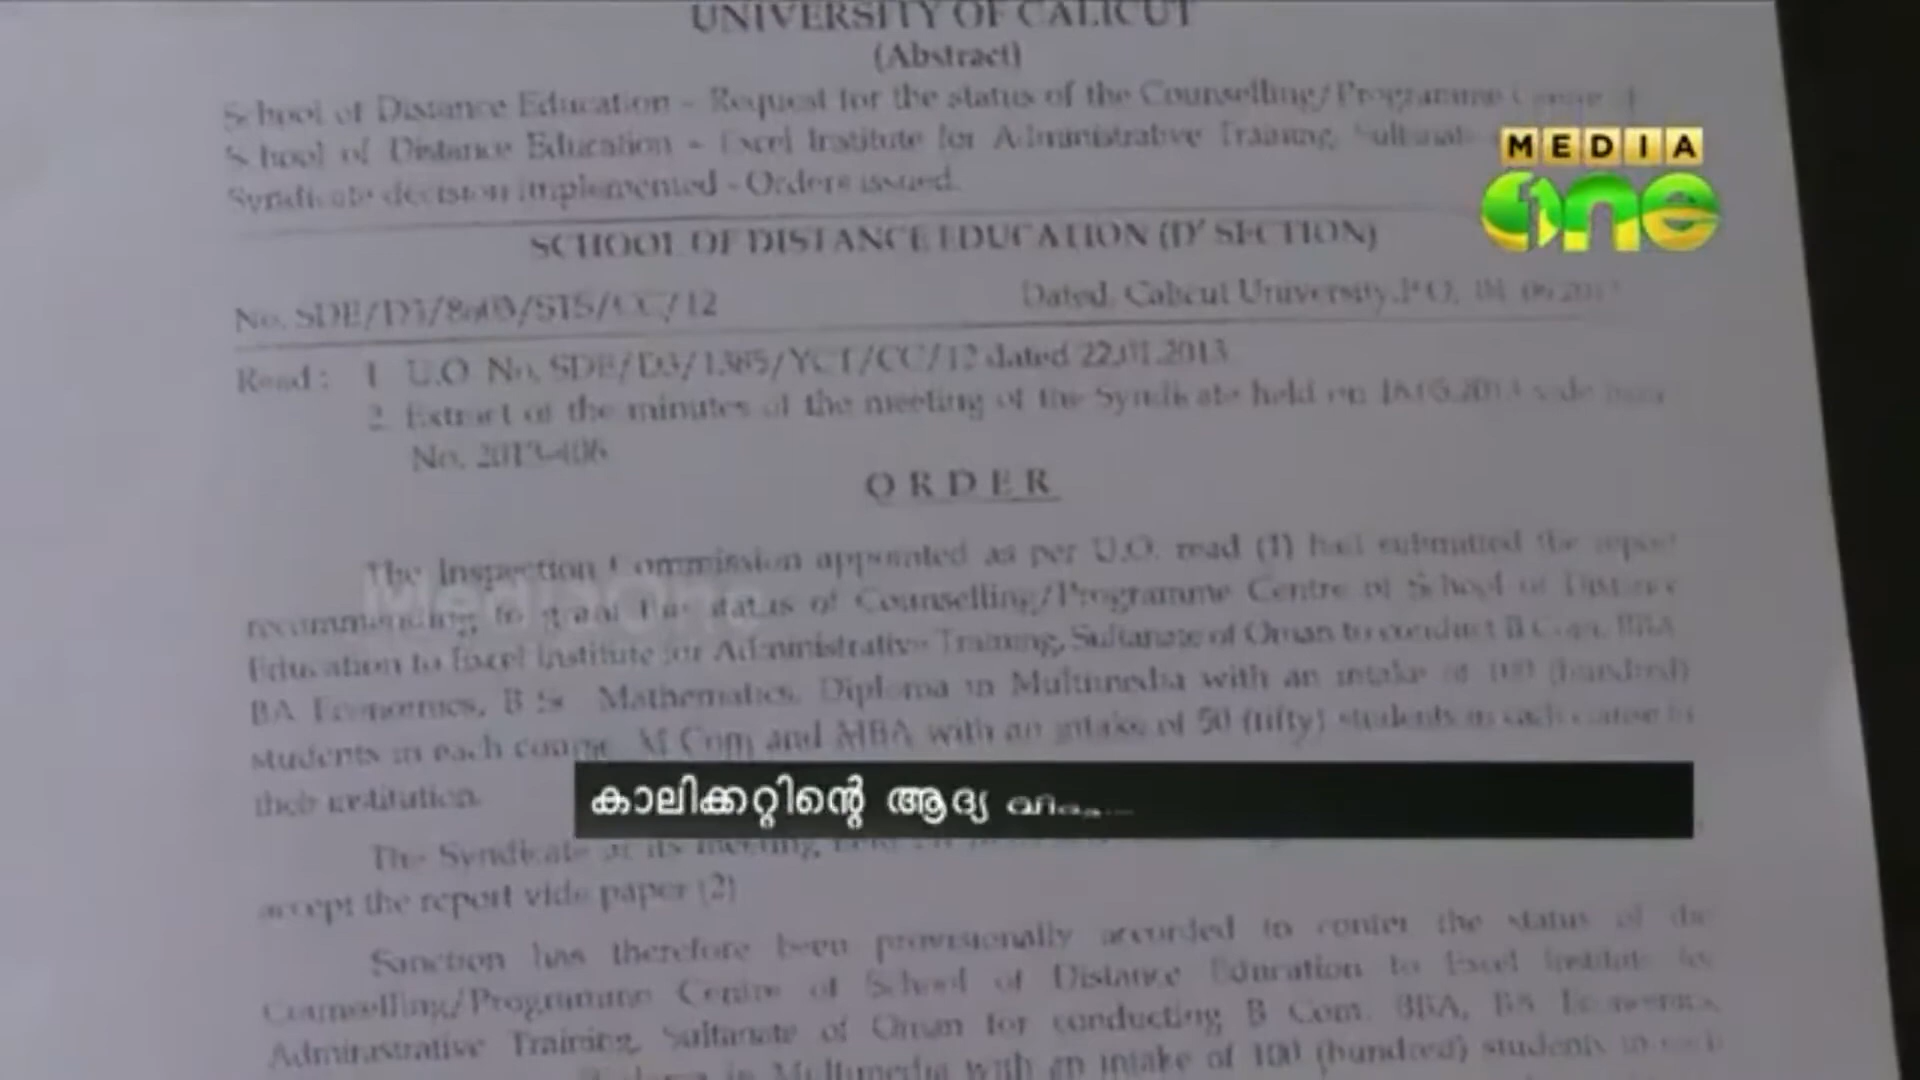 UNIVERSITY OF CALICUT
(Abstract)
School of Distance Education - Request for the status of the Counselling/Programme
School of Distance Education - Excel Institute for Administrative Training, Sultanate
Syndicate decision implemented - Orders issued.
MEDIA
One
SCHOOL OF DISTANCE EDUCATION (D' SECTION)
Dated, Calicut University.P.O,
Read : 1 U.O No. SDE/D3/1385/YCT/CC/12 dated
2. Extract of the minutes of the meeting of the Syndicate held on
No.
ORDER
The Inspection Commission appointed as per U.O. read (1) had submitted the report
recommending to grant the status of Counselling/Programme Centre of School of Distance
Education to Excel Institute for Administrative Training, Sultanate of Oman to conduct B Com, BBA
BA Economics, B Sc Mathematics, Diploma in Multimedia with an intake of 100 (hundred)
students in each course, M Com and MBA with an intake of 50 (fifty) students in each course in
their institution.
കാലിക്കറ്റിന്റെ ആദ്യ
The Syndicate at its meeting,
accept the report vide paper (2)
Sanction has therefore been provisionally accorded to confer the status of the
Counselling/Programme Centre of School of Distance Education to Excel Institute for
Administrative Training, Sultanate of Oman for conducting B Com, BBA, BA Economics,
Multimedia with an intake of 100 (hundred) students in each